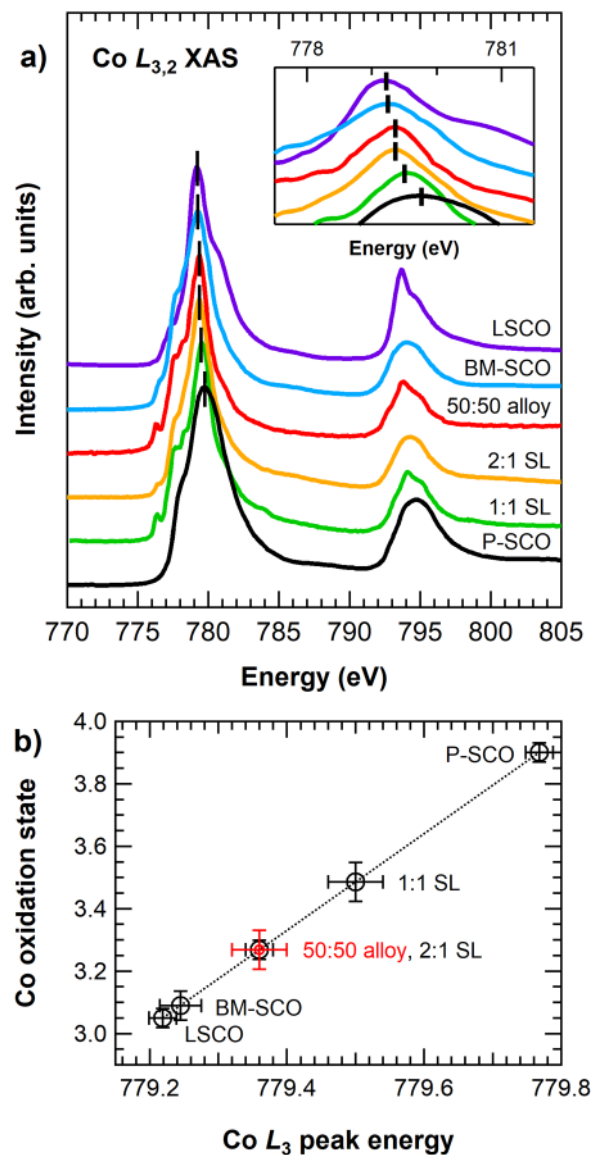 a)
Co L3,2 XAS
778 781
Energy (eV)
Intensity (arb. units)
LSCO
BM-SCO
50:50 alloy
2:1 SL
1:1 SL
P-SCO
770 775 780 785 790 795 800 805
Energy (eV)
b)
4.0
3.8
3.6
3.4
3.2
3.0
Co oxidation state
P-SCO
1:1 SL
50:50 alloy, 2:1 SL
BM-SCO
LSCO
779.2 779.4 779.6 779.8
Co L3 peak energy